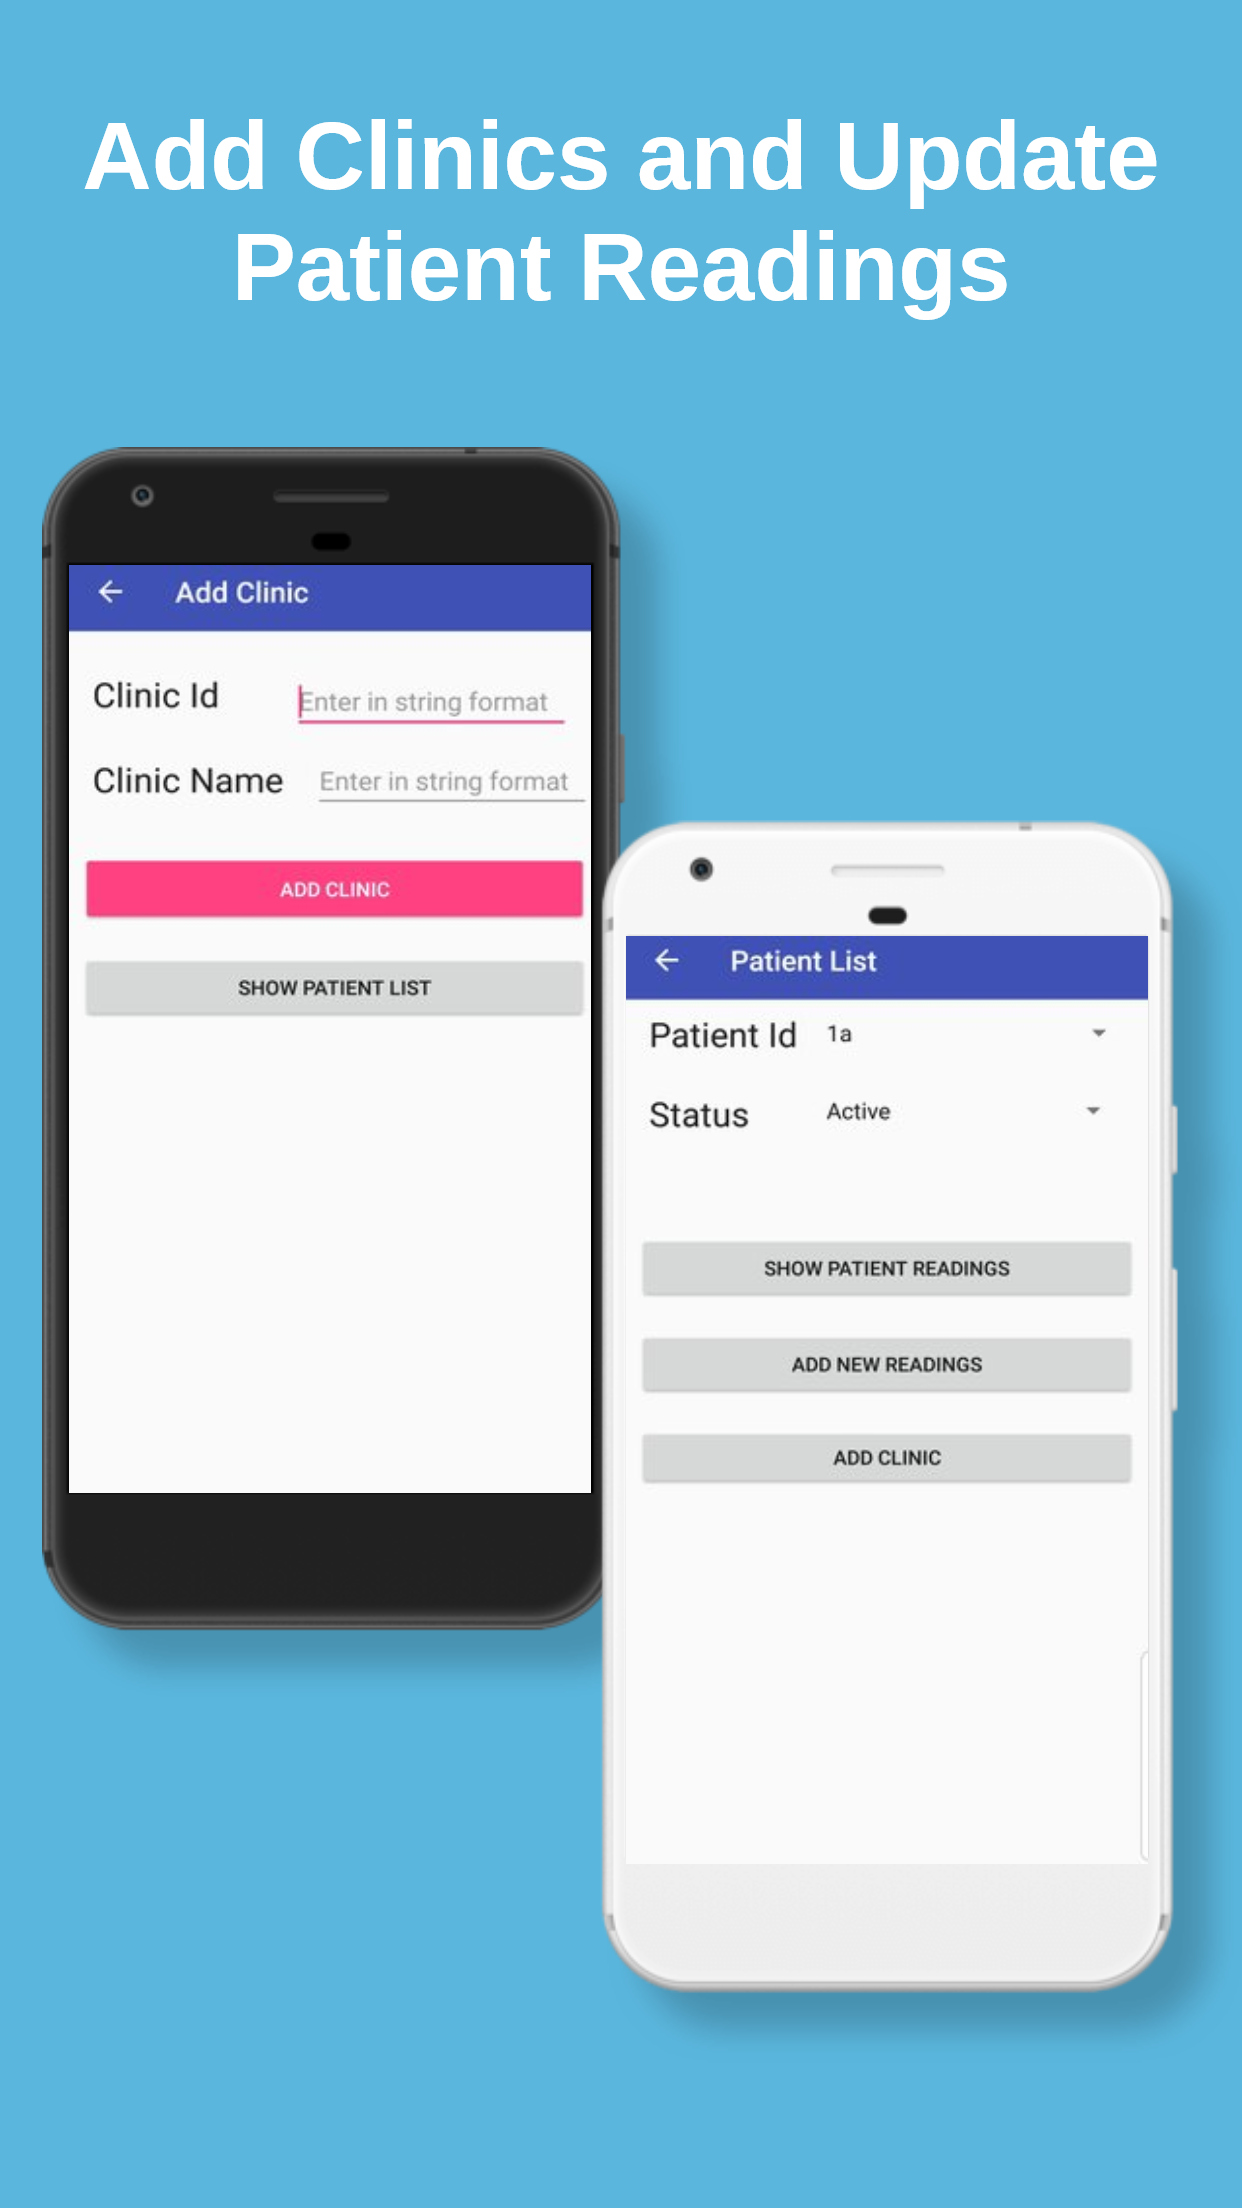 Add Clinics and Update
Patient Readings
Add Clinic
Clinic Id Enter in string format
Clinic Name Enter in string format
ADD CLINIC
SHOW PATIENT LIST
Patient List
Patient Id 1a
Status Active
SHOW PATIENT READINGS
ADD NEW READINGS
ADD CLINIC